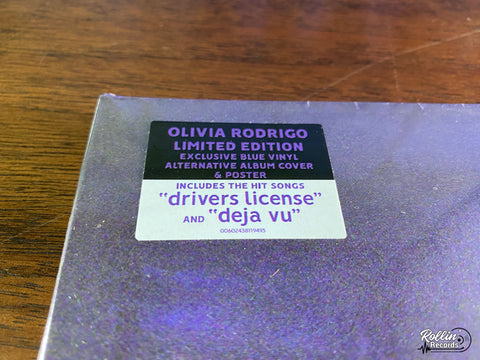 OLIVIA RODRIGO
LIMITED EDITION
EXCLUSIVE BLUE VINYL
ALTERNATIVE ALBUM COVER
& POSTER
INCLUDES THE HIT SONGS
"drivers license"
AND "deja vu"
00602438119495
Rollin
Records